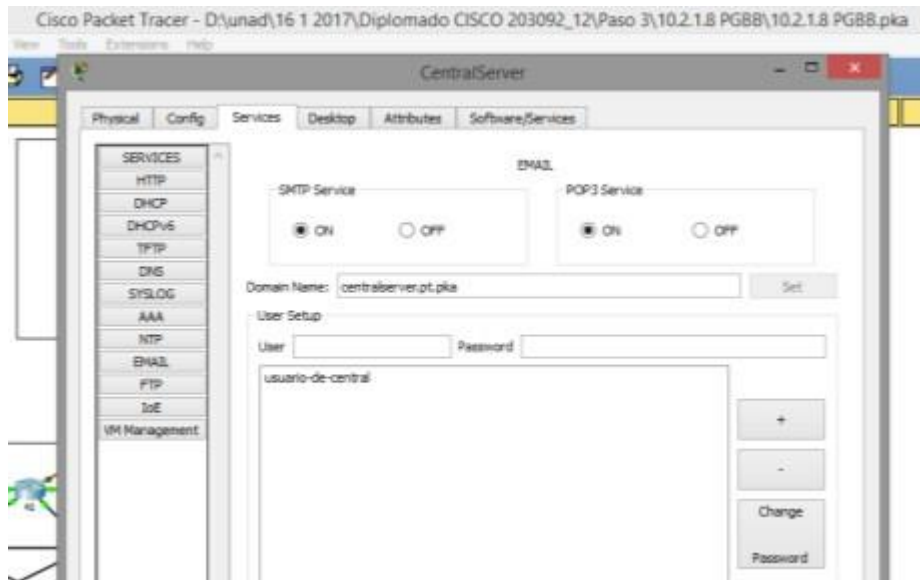 Cisco Packet Tracer - D:\unad\16 1 2017\Diplomado CISCO 203092_12\Paso 3\10.2.1.8 PGBB\10.2.1.8 PGBB.pka
View Tools Extensions Help
CentralServer
Physical Config Services Desktop Attributes Software/Services
SERVICES
HTTP
DHCP
DHCPv6
TFTP
DNS
SYSLOG
AAA
NTP
EMAIL
FTP
IoE
VM Management
EMAIL
SMTP Service
ON OFF
POP3 Service
ON OFF
Domain Name: centralserver.pt.pka Set
User Setup
User Password
usuario-de-central
+
-
Change
Password